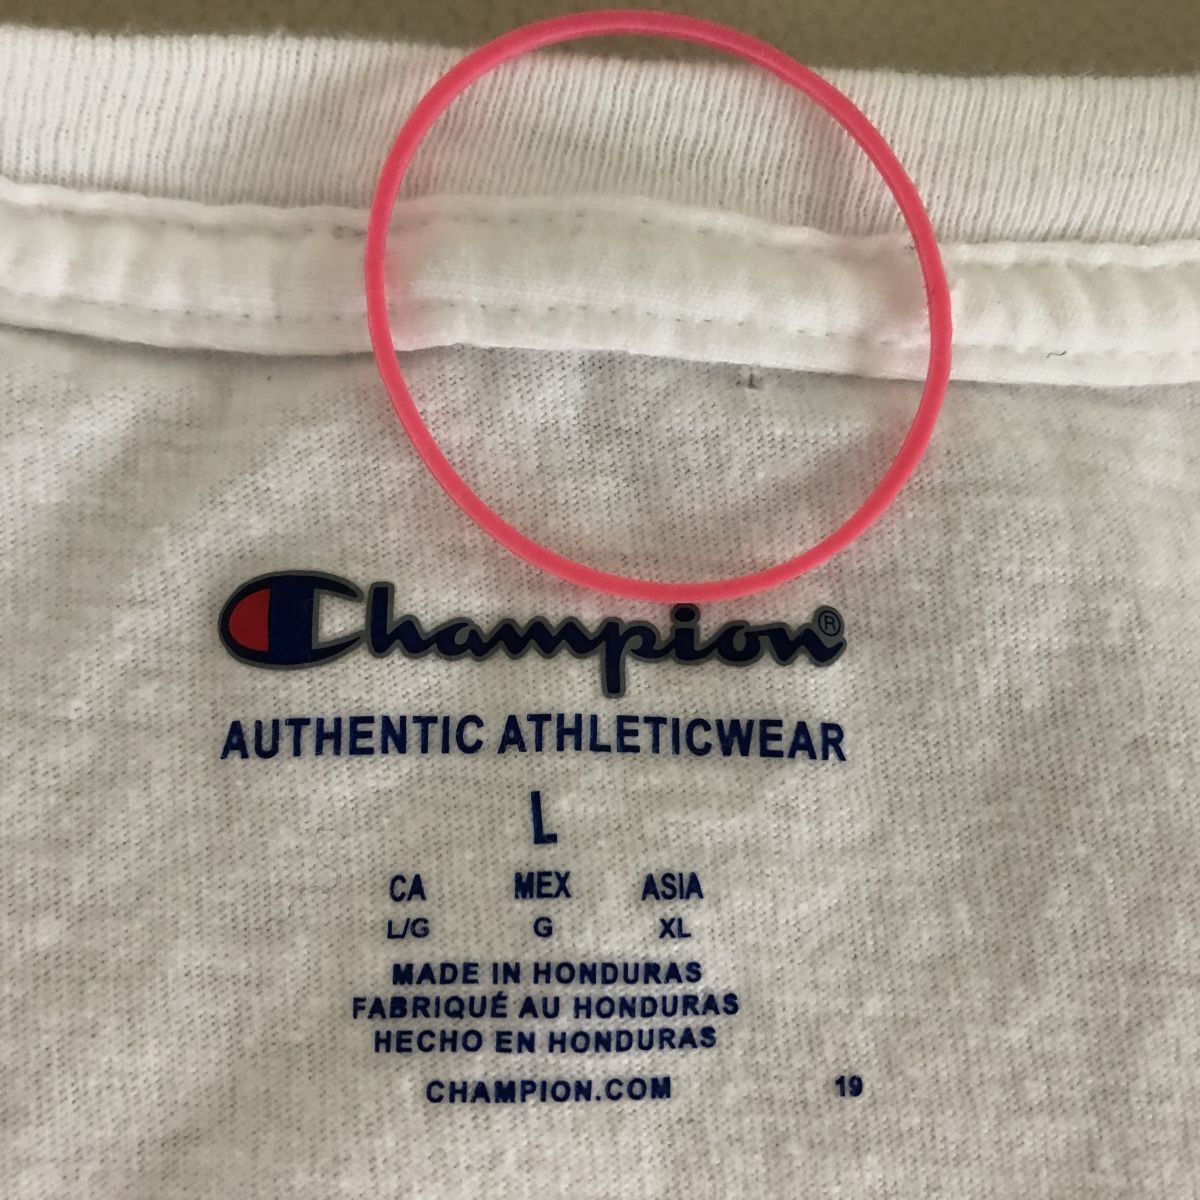 Champion®
AUTHENTIC ATHLETICWEAR
L
CA MEX ASIA
L/G G XL
MADE IN HONDURAS
FABRIQUÉ AU HONDURAS
HECHO EN HONDURAS
CHAMPION.COM 19